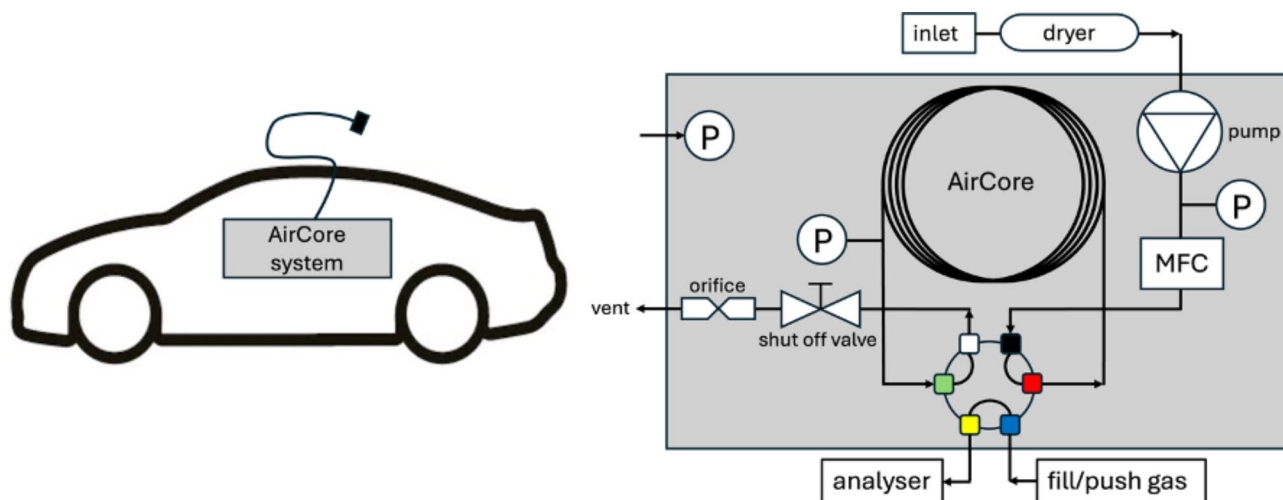 AirCore
system
inlet
dryer
P
pump
AirCore
P
P
MFC
orifice
vent
shut off valve
analyser
fill/push gas